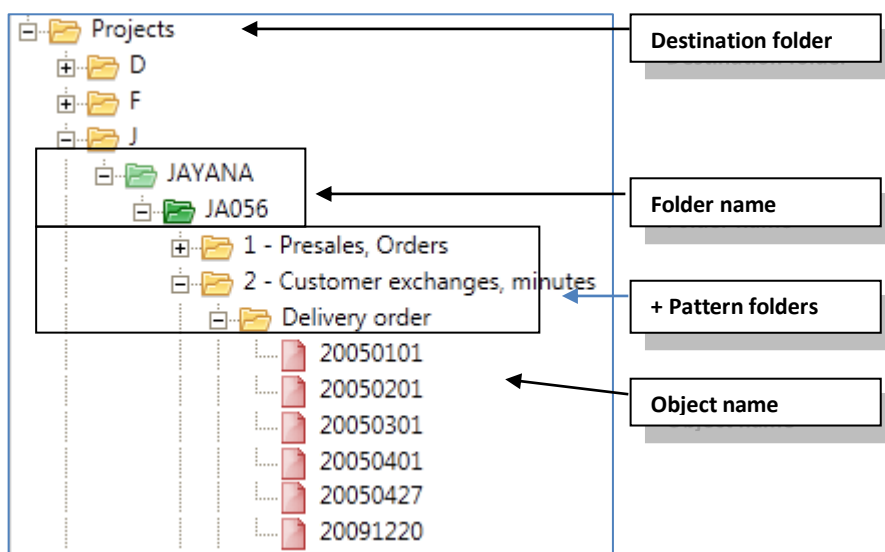 Projects
Destination folder
D
F
J
JAYANA
Folder name
JA056
1 - Presales, Orders
2 - Customer exchanges, minutes
+ Pattern folders
Delivery order
20050101
20050201
Object name
20050301
20050401
20050427
20091220